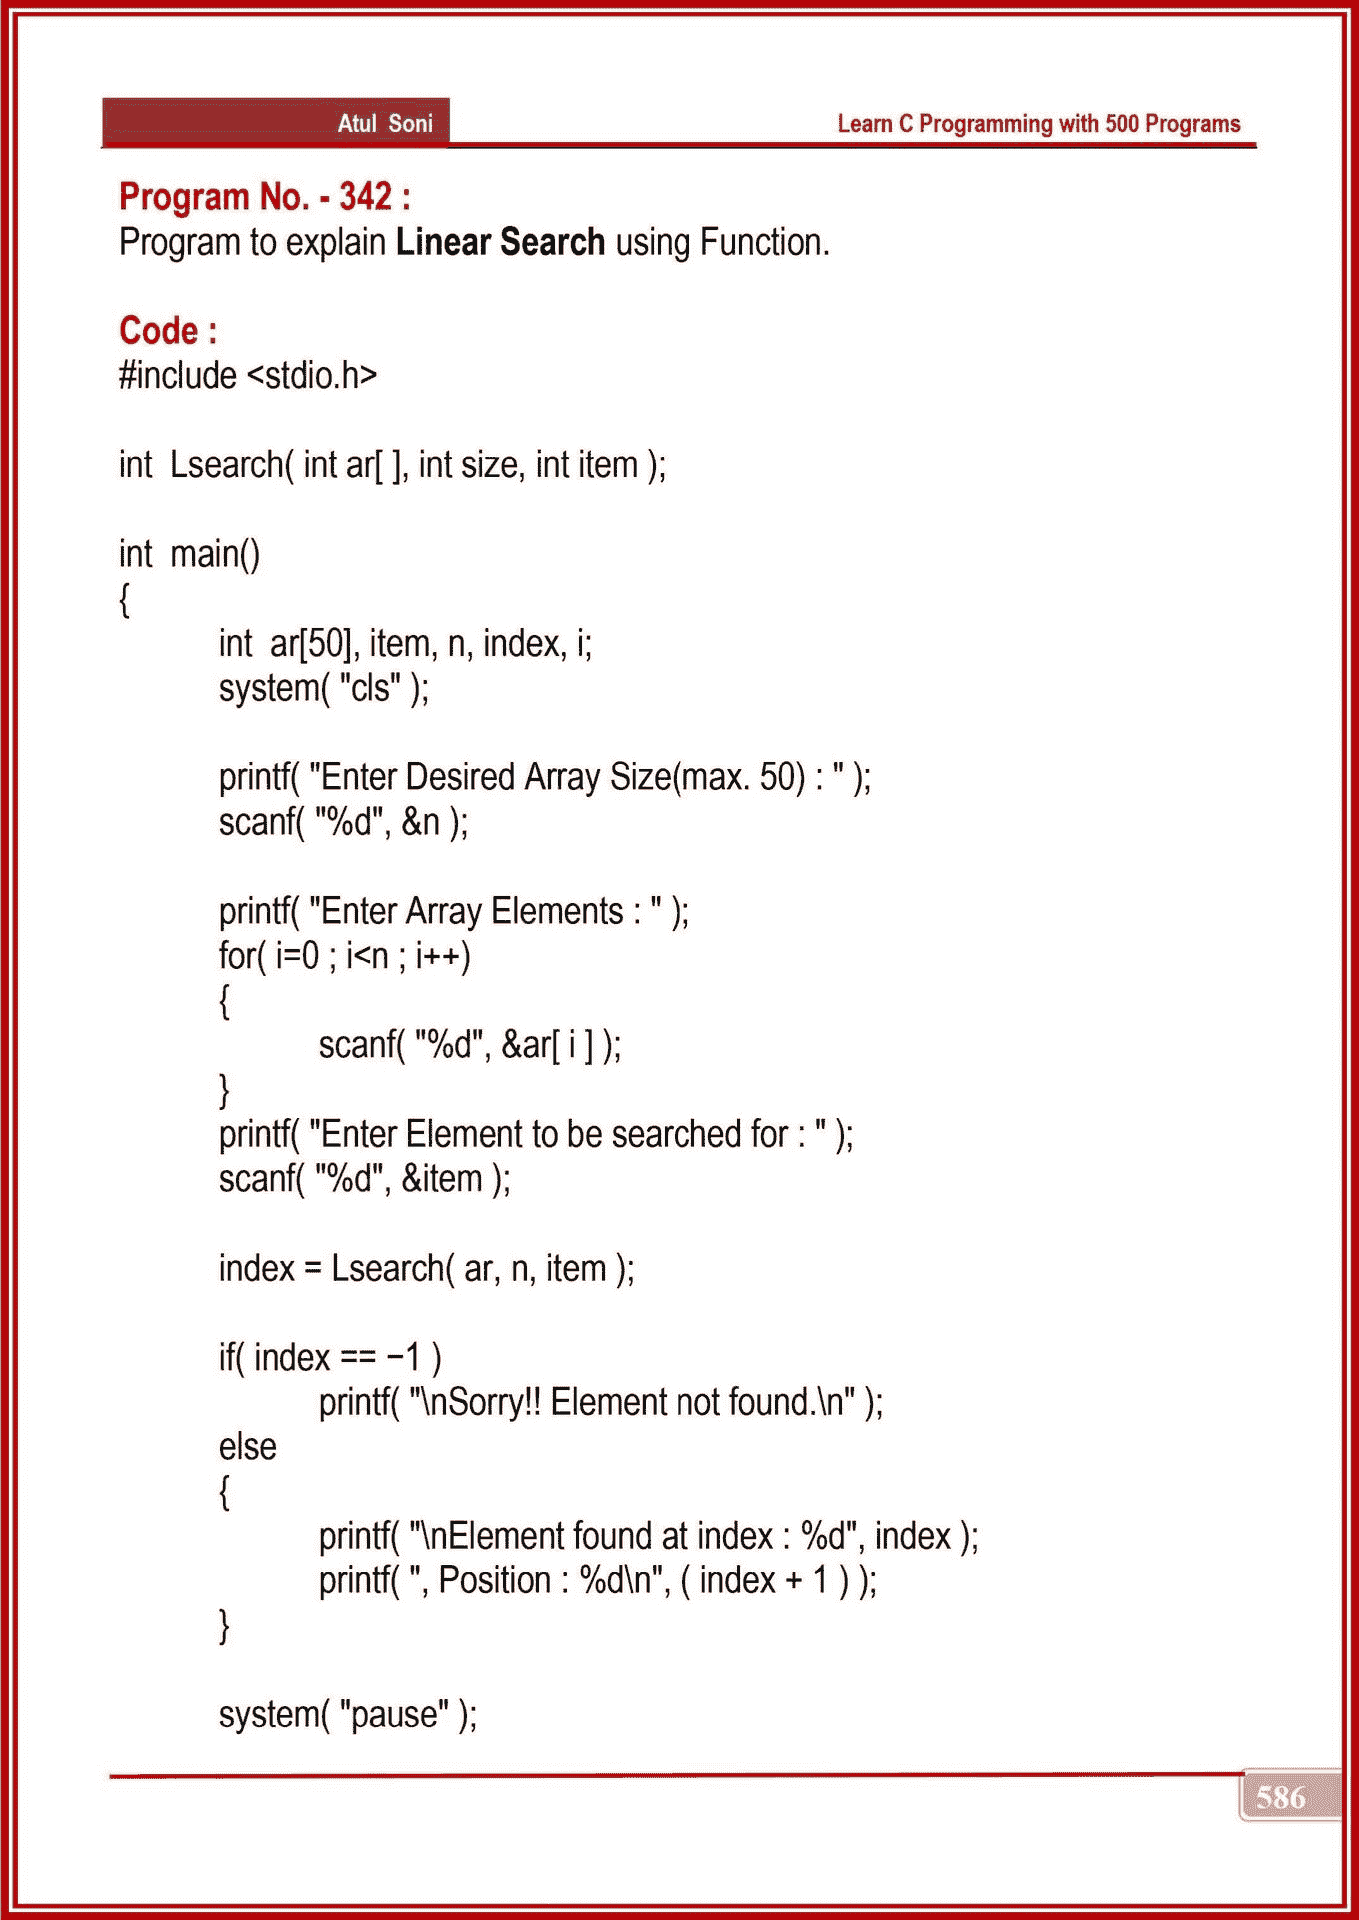 Atul  Soni
Learn C Programming with 500 Programs
Program No. - 342 :
Program to explain Linear Search using Function.
Code :
#include <stdio.h>
int  Lsearch( int ar[ ], int size, int item );
int  main()
{
int  ar[50], item, n, index, i;
system( "cls" );
printf( "Enter Desired Array Size(max. 50) : " );
scanf( "%d", &n );
printf( "Enter Array Elements : " );
for( i=0 ; i<n ; i++)
{
scanf( "%d", &ar[ i ] );
}
printf( "Enter Element to be searched for : " );
scanf( "%d", &item );
index = Lsearch( ar, n, item );
if( index == −1 )
printf( "\nSorry!! Element not found.\n" );
else
{
printf( "\nElement found at index : %d", index );
printf( ", Position : %d\n", ( index + 1 ) );
}
system( "pause" );
586